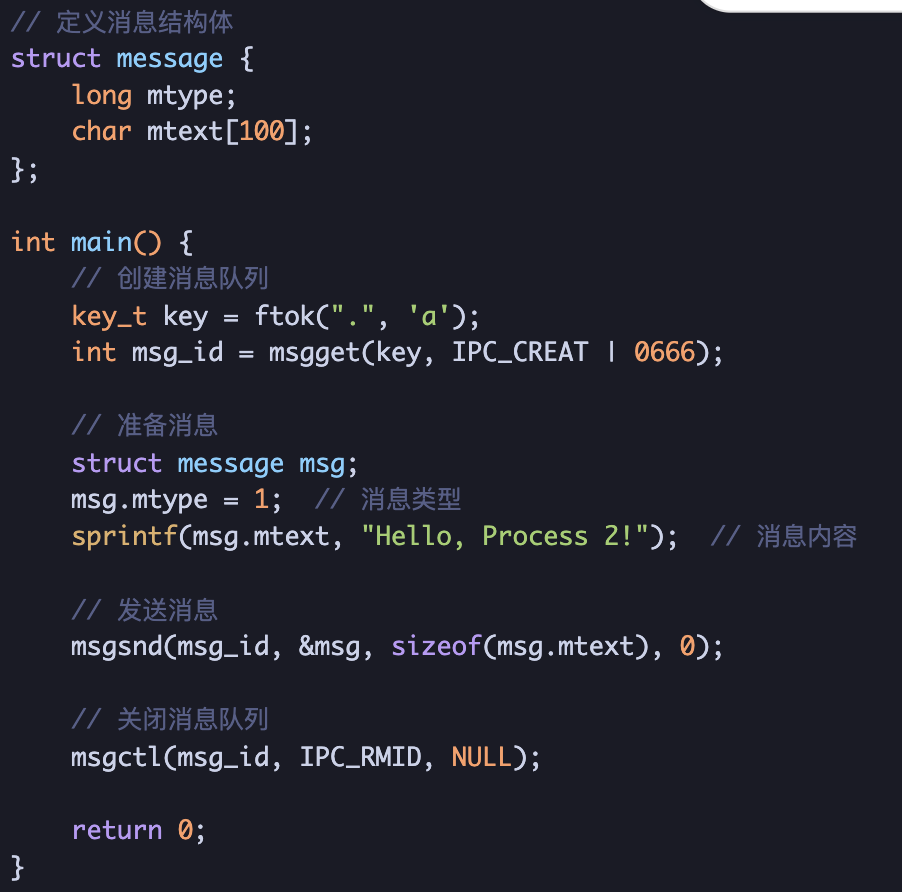 // 定义消息结构体
struct message {
    long mtype;
    char mtext[100];
};

int main() {
    // 创建消息队列
    key_t key = ftok(".", 'a');
    int msg_id = msgget(key, IPC_CREAT | 0666);

    // 准备消息
    struct message msg;
    msg.mtype = 1;  // 消息类型
    sprintf(msg.mtext, "Hello, Process 2!");  // 消息内容

    // 发送消息
    msgsnd(msg_id, &msg, sizeof(msg.mtext), 0);

    // 关闭消息队列
    msgctl(msg_id, IPC_RMID, NULL);

    return 0;
}